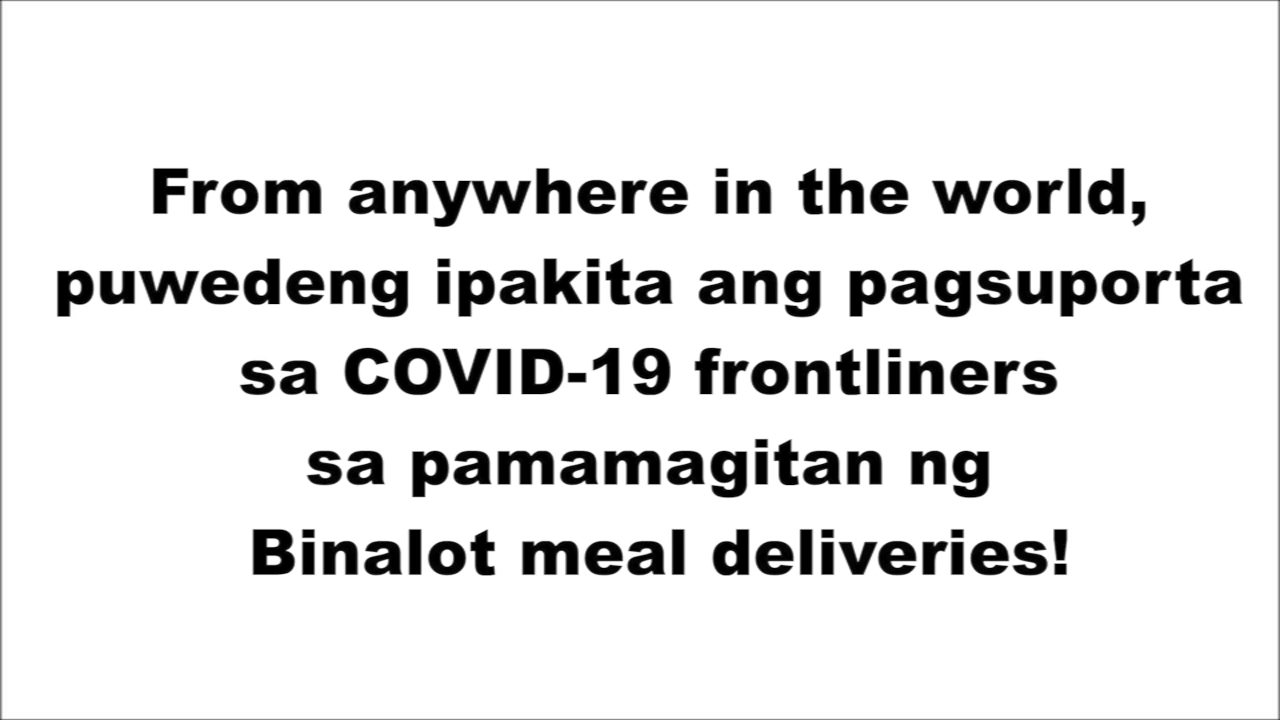 From anywhere in the world,
puwedeng ipakita ang pagsuporta
sa COVID-19 frontliners
sa pamamagitan ng
Binalot meal deliveries!